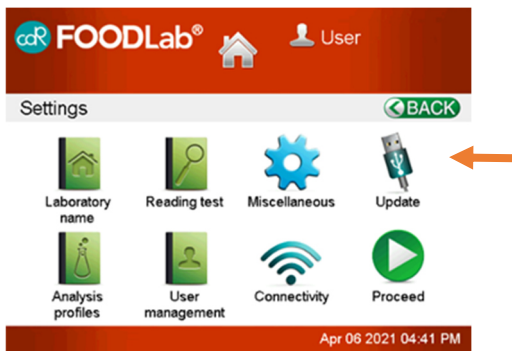 cdR FOODLab®
User
Settings
BACK
Laboratory
name
Reading test
Miscellaneous
Update
Analysis
profiles
User
management
Connectivity
Proceed
Apr 06 2021 04:41 PM